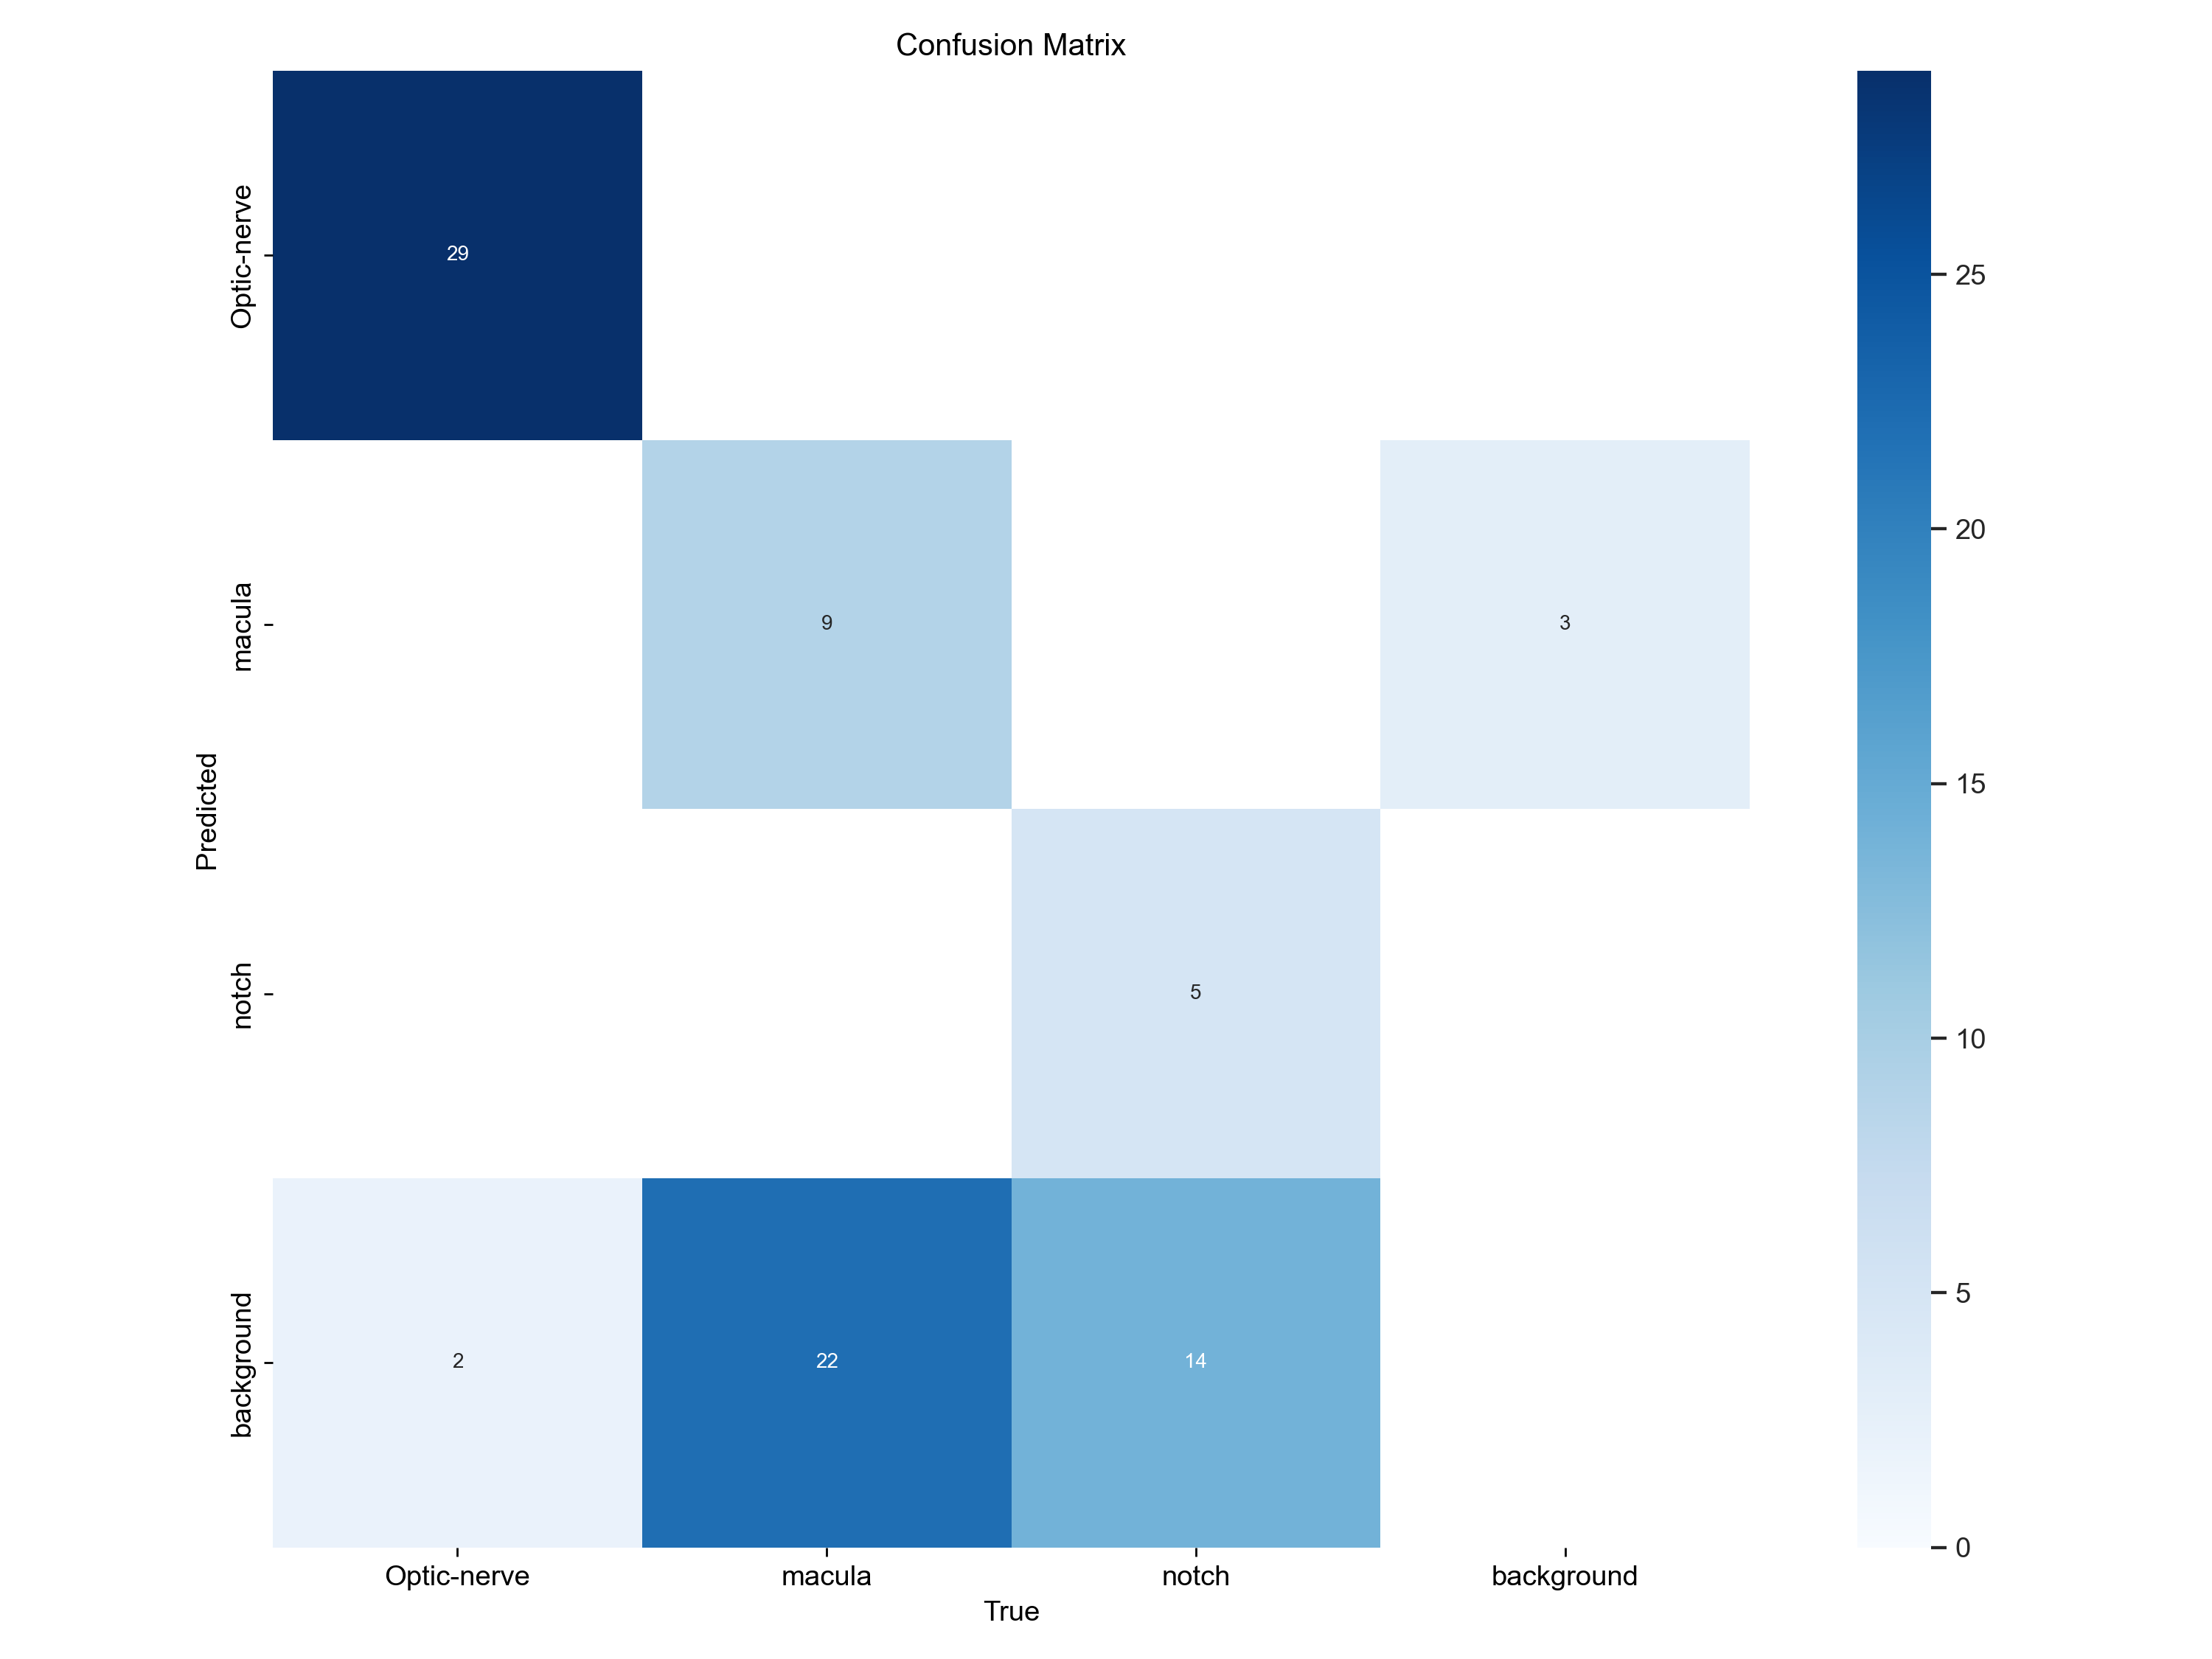 Confusion Matrix
Optic-nerve
29
25
20
macula
9
3
Predicted
15
notch
5
10
background
2
22
14
5
0
Optic-nerve
macula
notch
background
True